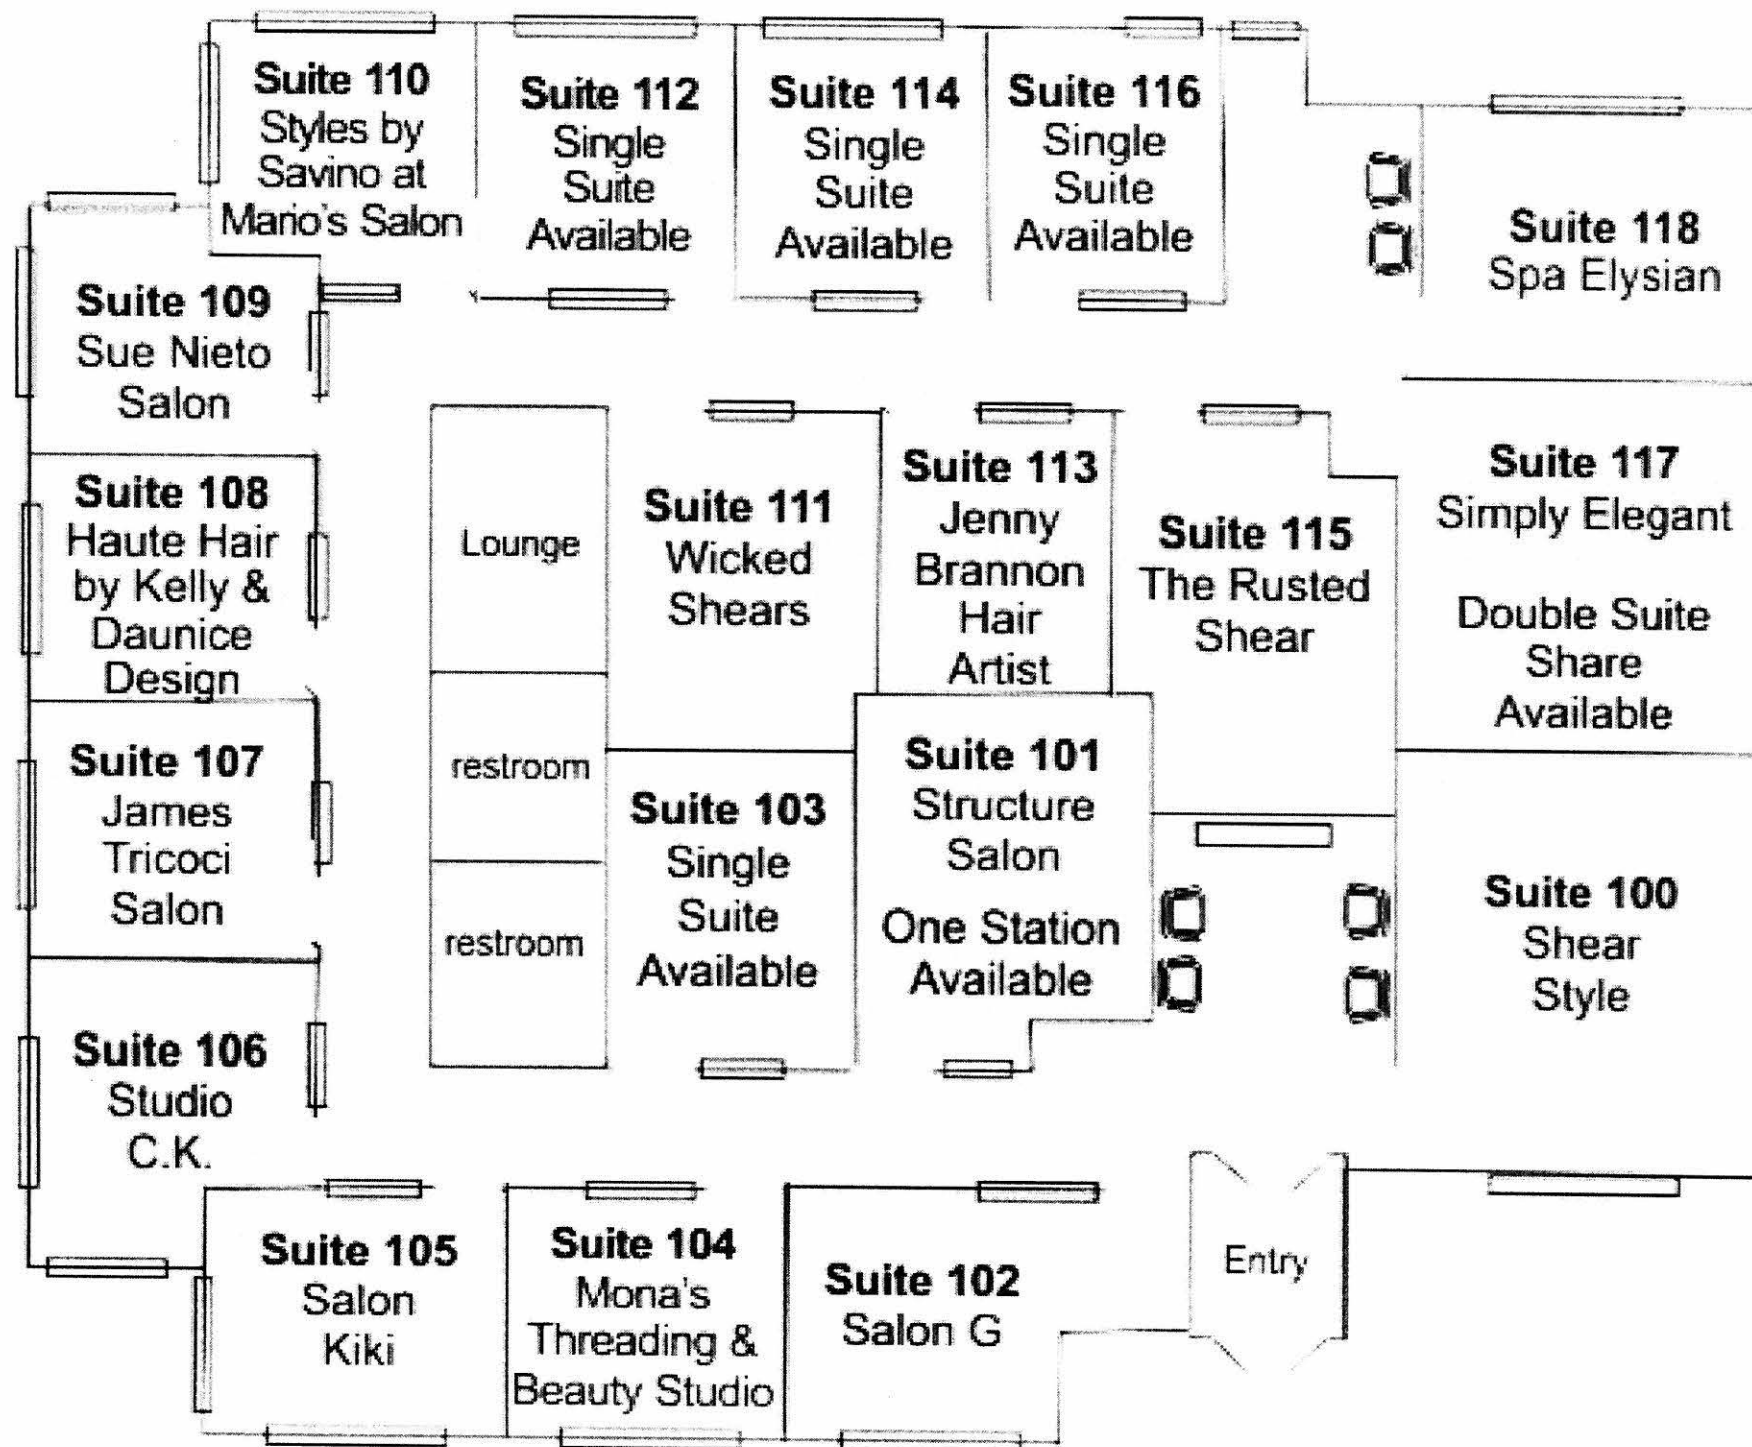 Suite 110
Styles by
Savino at
Mario's Salon
Suite 112
Single
Suite
Available
Suite 114
Single
Suite
Available
Suite 116
Single
Suite
Available
Suite 118
Spa Elysian
Suite 109
Sue Nieto
Salon
Suite 108
Haute Hair
by Kelly &
Daunice
Design
Lounge
Suite 111
Wicked
Shears
Suite 113
Jenny
Brannon
Hair
Artist
Suite 115
The Rusted
Shear
Suite 117
Simply Elegant
Double Suite
Share
Available
Suite 107
James
Tricoci
Salon
restroom
restroom
Suite 103
Single
Suite
Available
Suite 101
Structure
Salon
One Station
Available
Suite 100
Shear
Style
Suite 106
Studio
C.K.
Suite 105
Salon
Kiki
Suite 104
Mona's
Threading &
Beauty Studio
Suite 102
Salon G
Entry